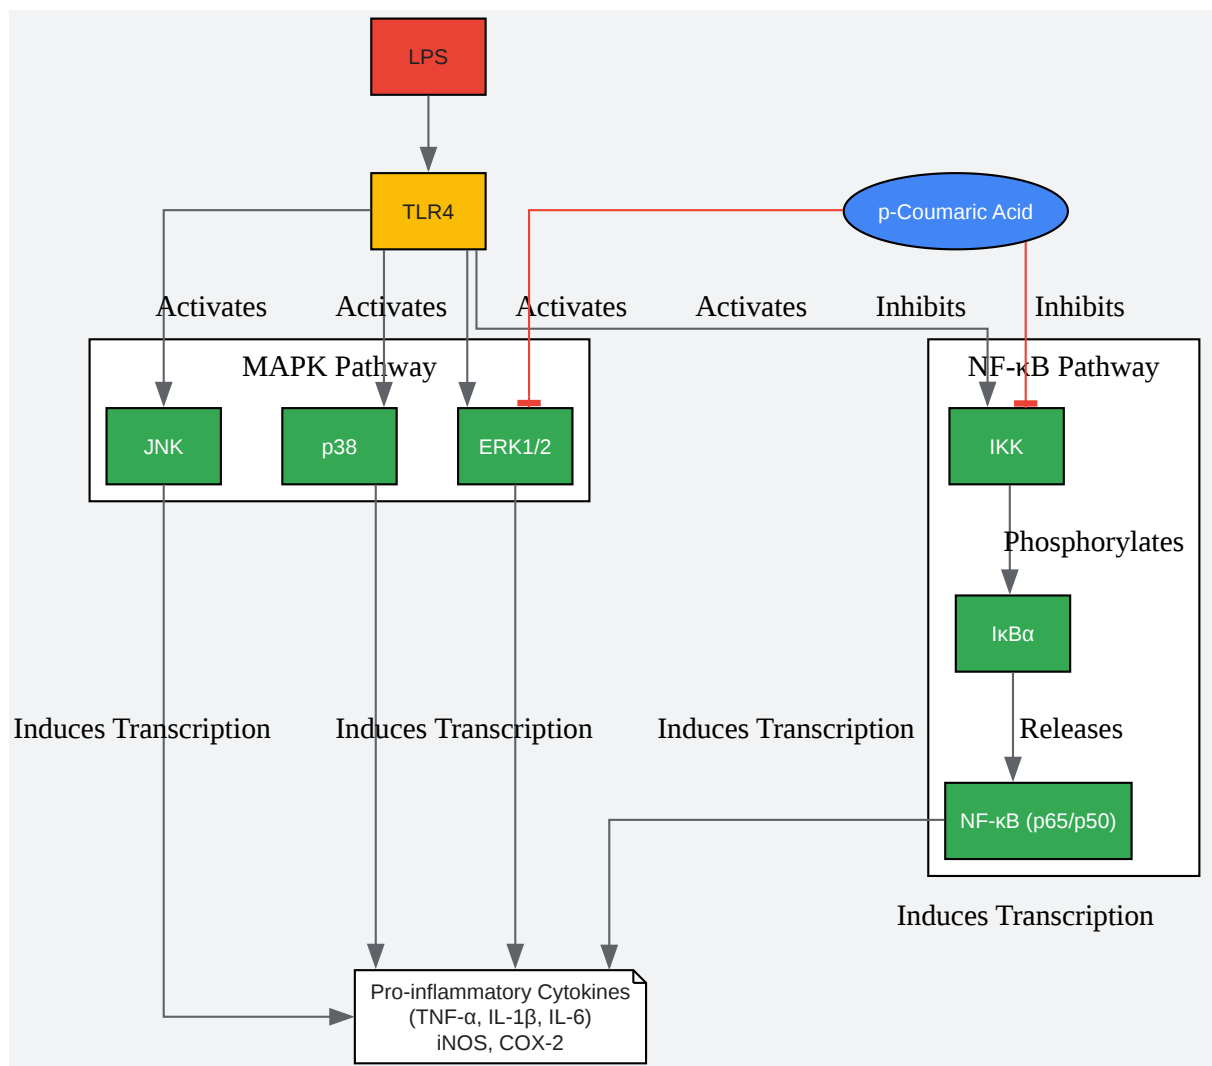 LPS
TLR4
p-Coumaric Acid
Activates
Activates
Activates
Activates
Inhibits
Inhibits
MAPK Pathway
NF-κB Pathway
JNK
p38
ERK1/2
IKK
Phosphorylates
IκBα
Induces Transcription
Induces Transcription
Induces Transcription
Releases
NF-κB (p65/p50)
Induces Transcription
Pro-inflammatory Cytokines
(TNF-α, IL-1β, IL-6)
iNOS, COX-2